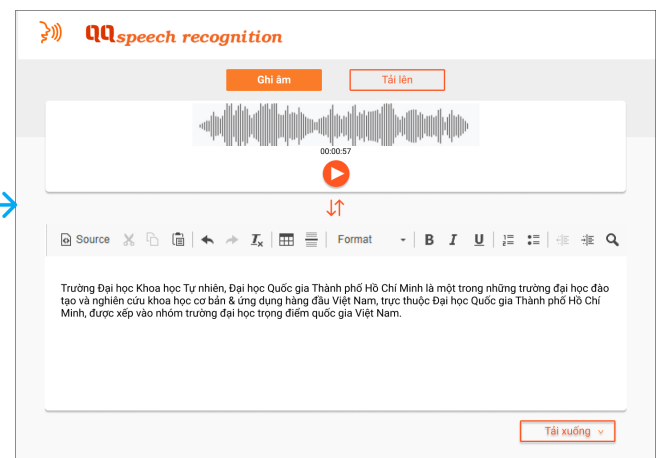 qq speech recognition
Ghi âm
Tải lên
00:00:57
Source
Format
B I U
Trường Đại học Khoa học Tự nhiên, Đại học Quốc gia Thành phố Hồ Chí Minh là một trong những trường đại học đào
tạo và nghiên cứu khoa học cơ bản & ứng dụng hàng đầu Việt Nam, trực thuộc Đại học Quốc gia Thành phố Hồ Chí
Minh, được xếp vào nhóm trường đại học trọng điểm quốc gia Việt Nam.
Tải xuống